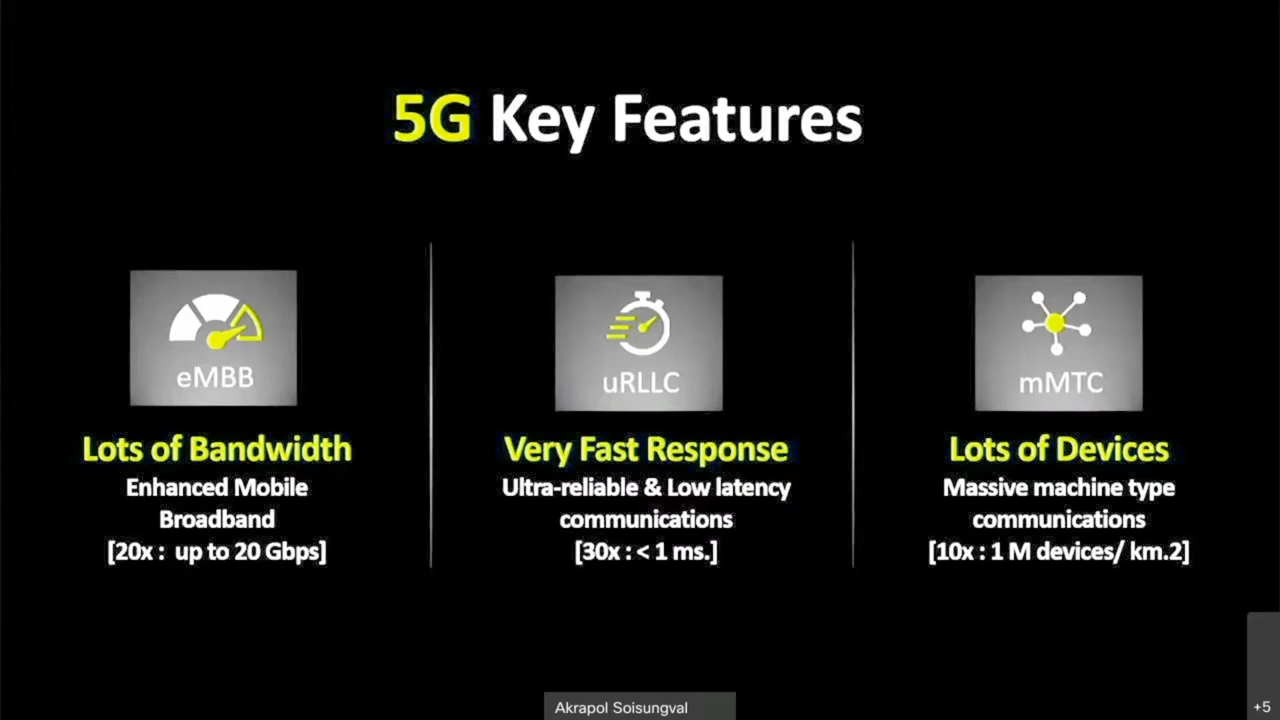 5G Key Features
eMBB
Lots of Bandwidth
Enhanced Mobile
Broadband
[20x : up to 20 Gbps]
uRLLC
Very Fast Response
Ultra-reliable & Low latency
communications
[30x : < 1 ms.]
mMTC
Lots of Devices
Massive machine type
communications
[10x : 1 M devices/ km.2]
Akrapol Soisungval
+5